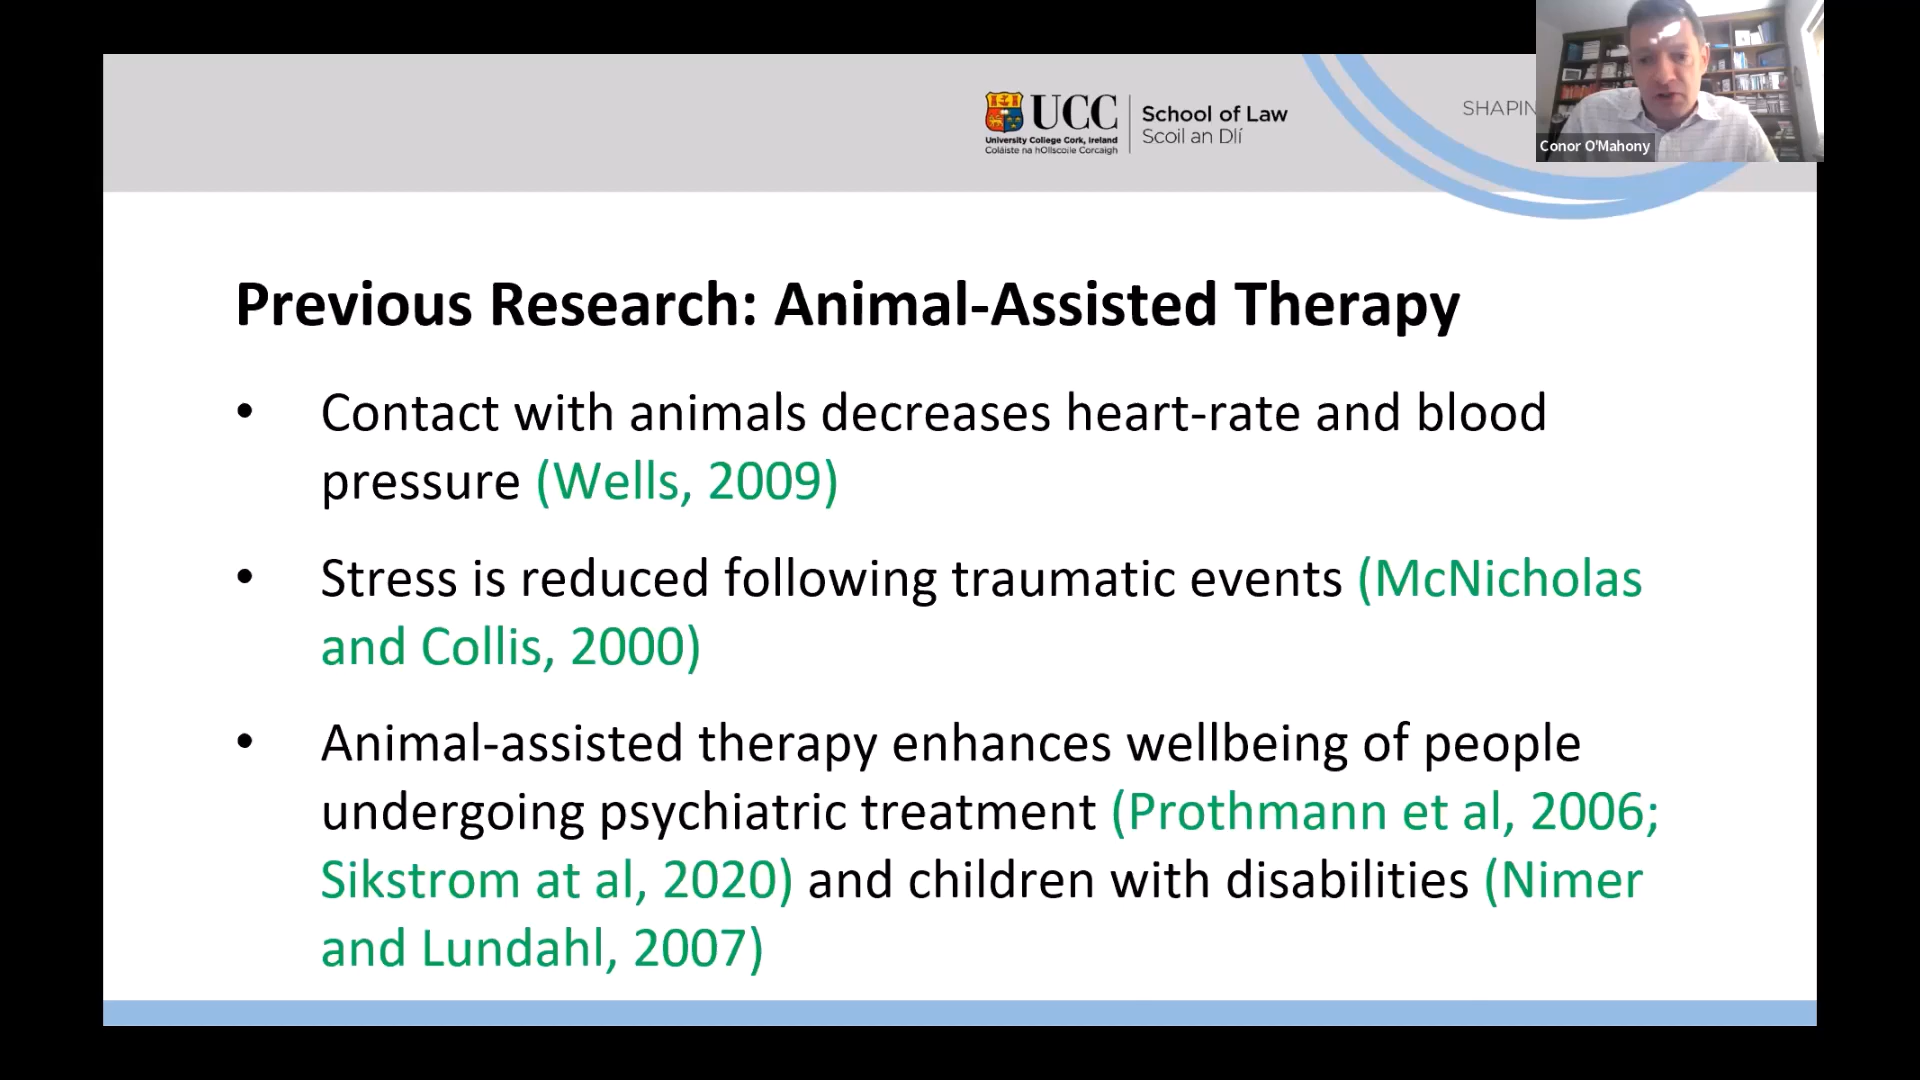 UCC
University College Cork, Ireland
Coláiste na hOllscoile Corcaigh
School of Law
Scoil an Dlí
Conor O'Mahony
Previous Research: Animal-Assisted Therapy
• Contact with animals decreases heart-rate and blood
pressure (Wells, 2009)
• Stress is reduced following traumatic events (McNicholas
and Collis, 2000)
• Animal-assisted therapy enhances wellbeing of people
undergoing psychiatric treatment (Prothmann et al, 2006;
Sikstrom at al, 2020) and children with disabilities (Nimer
and Lundahl, 2007)